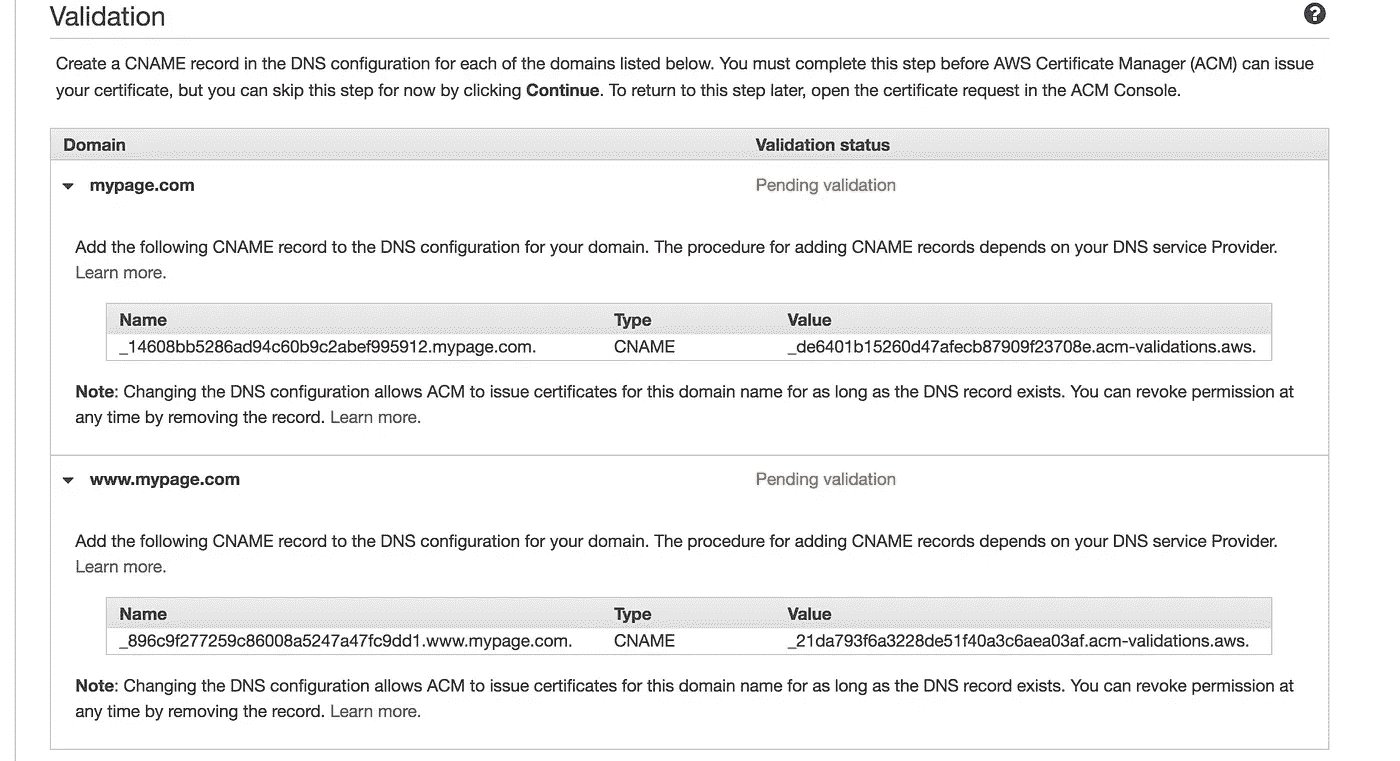 Validation
?
Create a CNAME record in the DNS configuration for each of the domains listed below. You must complete this step before AWS Certificate Manager (ACM) can issue
your certificate, but you can skip this step for now by clicking Continue. To return to this step later, open the certificate request in the ACM Console.
Domain Validation status
mypage.com Pending validation
Add the following CNAME record to the DNS configuration for your domain. The procedure for adding CNAME records depends on your DNS service Provider.
Learn more.
Name Type Value
_14608bb5286ad94c60b9c2abef995912.mypage.com. CNAME _de6401b15260d47afecb87909f23708e.acm-validations.aws.
Note: Changing the DNS configuration allows ACM to issue certificates for this domain name for as long as the DNS record exists. You can revoke permission at
any time by removing the record. Learn more.
www.mypage.com Pending validation
Add the following CNAME record to the DNS configuration for your domain. The procedure for adding CNAME records depends on your DNS service Provider.
Learn more.
Name Type Value
_896c9f277259c86008a5247a47fc9dd1.www.mypage.com. CNAME _21da793f6a3228de51f40a3c6aea03af.acm-validations.aws.
Note: Changing the DNS configuration allows ACM to issue certificates for this domain name for as long as the DNS record exists. You can revoke permission at
any time by removing the record. Learn more.